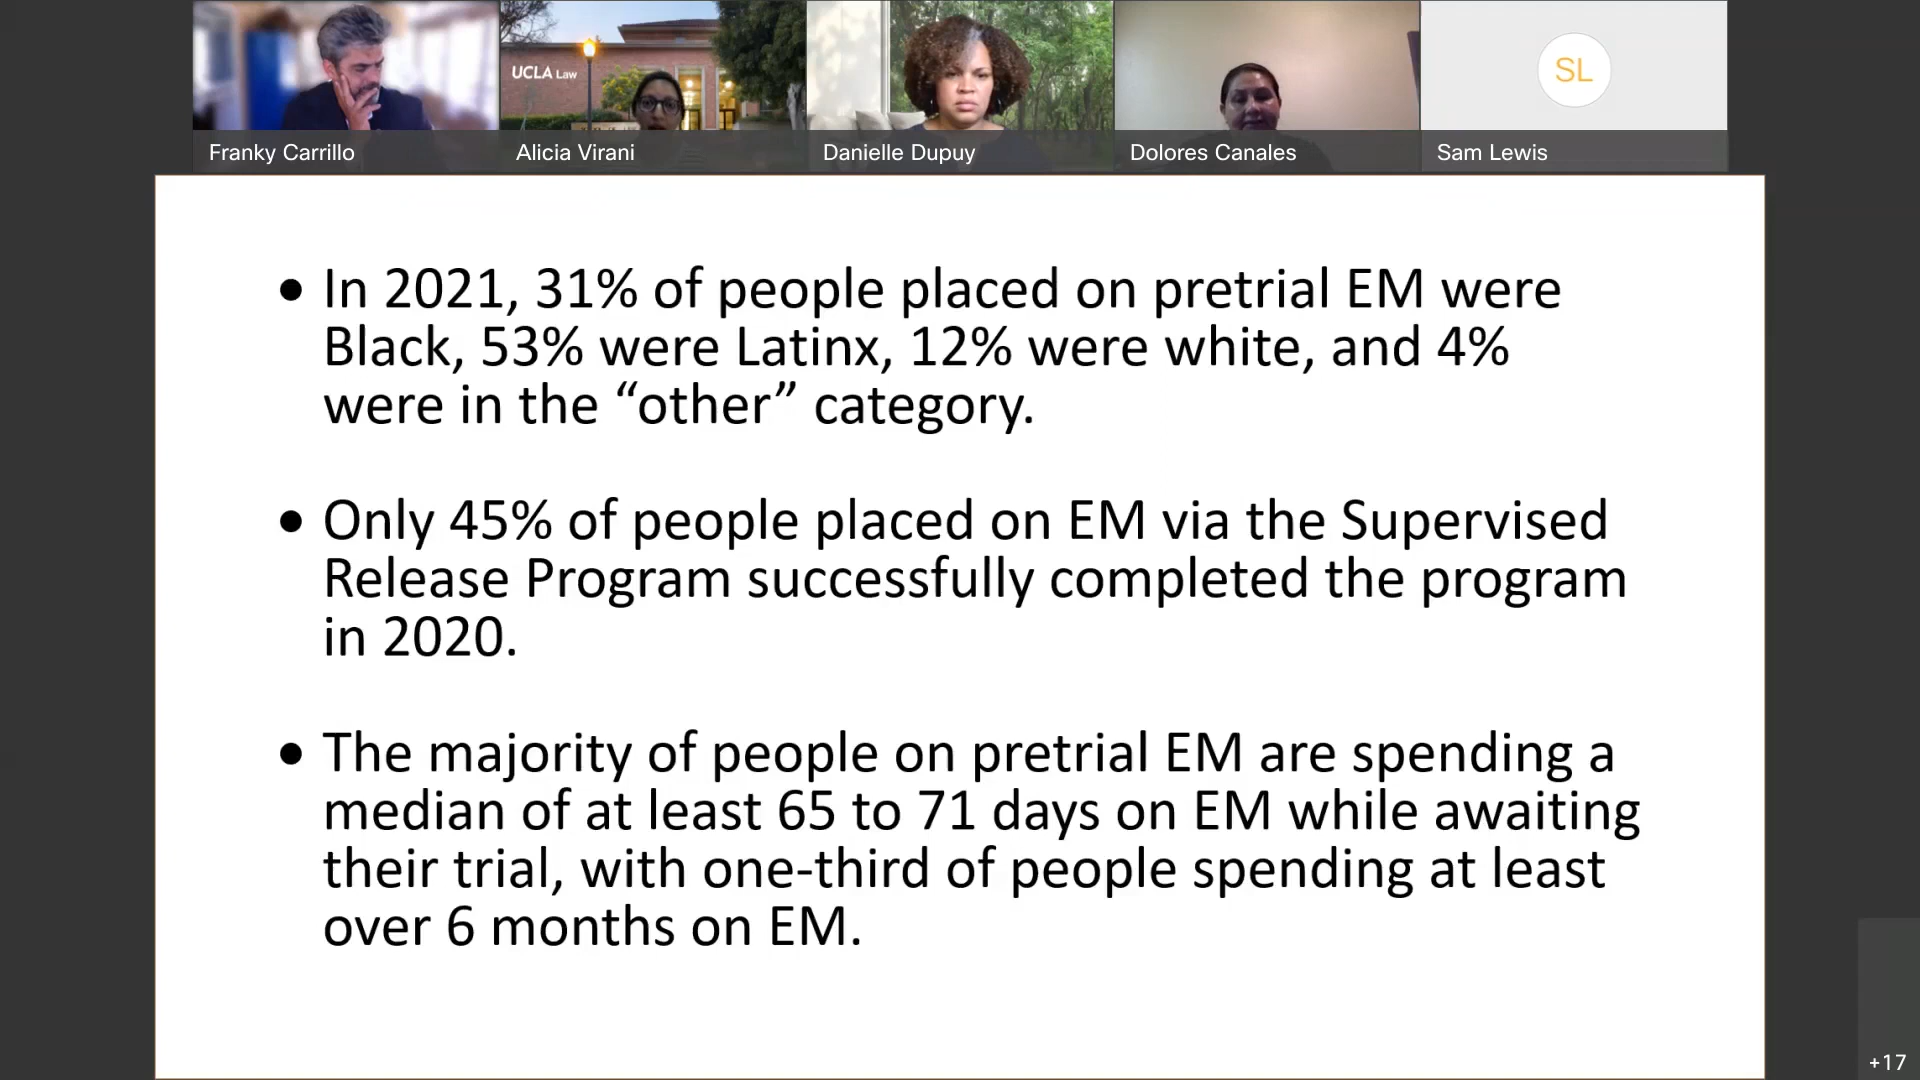 UCLA Law
SL
Franky Carrillo
Alicia Virani
Danielle Dupuy
Dolores Canales
Sam Lewis
• In 2021, 31% of people placed on pretrial EM were
Black, 53% were Latinx, 12% were white, and 4%
were in the “other” category.
• Only 45% of people placed on EM via the Supervised
Release Program successfully completed the program
in 2020.
• The majority of people on pretrial EM are spending a
median of at least 65 to 71 days on EM while awaiting
their trial, with one-third of people spending at least
over 6 months on EM.
+17